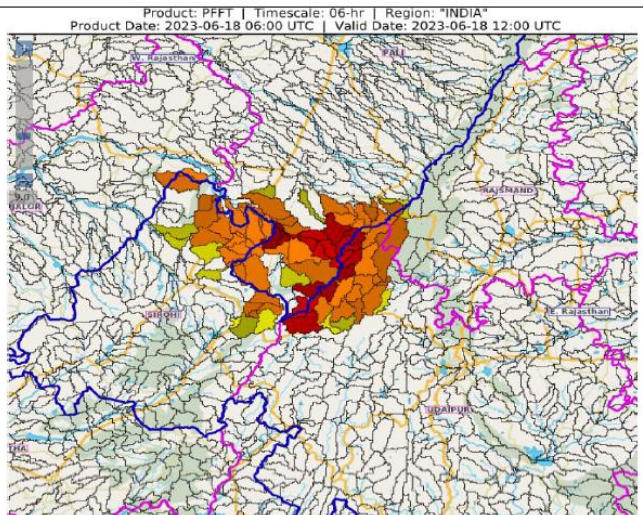 Product: PFFT | Timescale: 06-hr | Region: "INDIA"
Product Date: 2023-06-18 06:00 UTC | Valid Date: 2023-06-18 12:00 UTC
PALI
W. Rajasthan
RAJSMAND
SIROHI
E. Rajasthan
UDAIPUR
THA